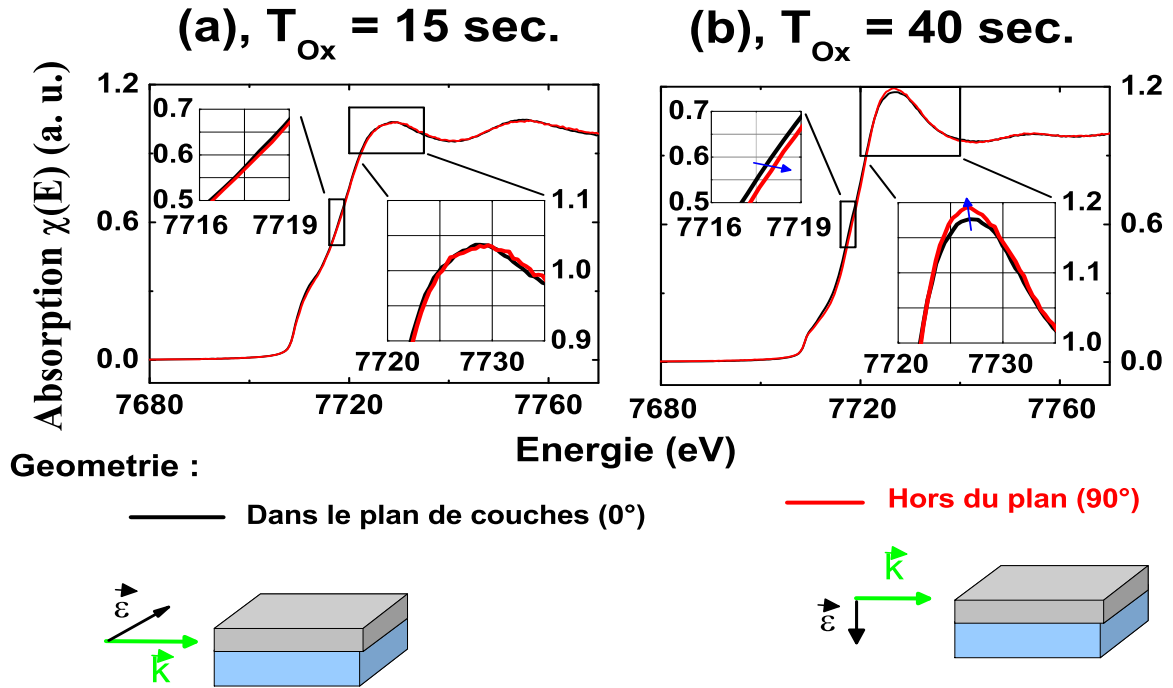 (a), T_Ox = 15 sec.
(b), T_Ox = 40 sec.
Absorption χ(E) (a. u.)
1.2
0.6
0.0
0.7
0.6
0.5
7716 7719
1.1
1.0
0.9
7720 7730
7680 7720 7760
0.7
0.6
0.5
7716 7719
1.2
1.1
1.0
7720 7730
1.2
0.6
0.0
7680 7720 7760
Energie (eV)
Geometrie :
Dans le plan de couches (0°)
Hors du plan (90°)
ε
k
k
ε